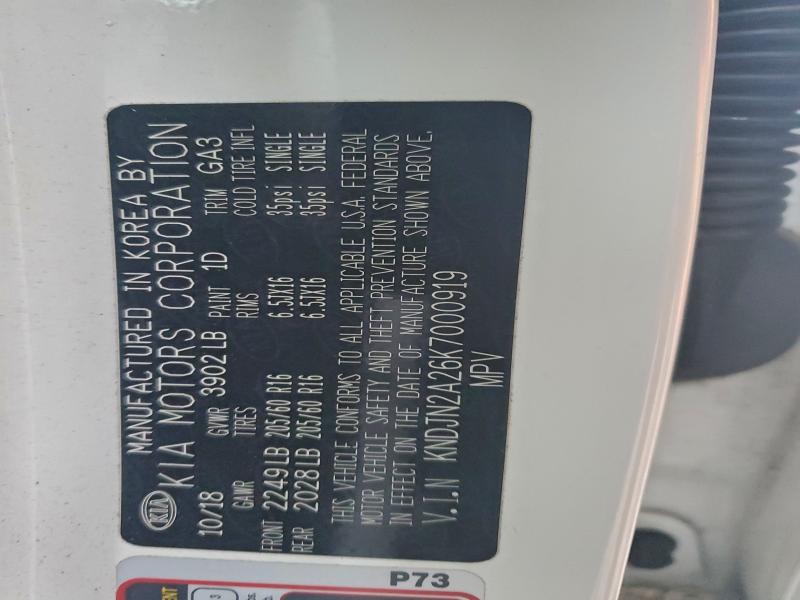 MANUFACTURED IN KOREA BY
KIA KIA MOTORS CORPORATION
10/18 GVWR 3902 LB PAINT 1D TRIM GA3
GAWR TIRES RIMS COLD TIRE INFL
FRONT 2249 LB 205/60 R16 6.5JX16 35psi SINGLE
REAR 2028 LB 205/60 R16 6.5JX16 35psi SINGLE
THIS VEHICLE CONFORMS TO ALL APPLICABLE U.S.A. FEDERAL
MOTOR VEHICLE SAFETY AND THEFT PREVENTION STANDARDS
IN EFFECT ON THE DATE OF MANUFACTURE SHOWN ABOVE.
V.I.N KNDJN2A26K7000919
MPV
P73
3